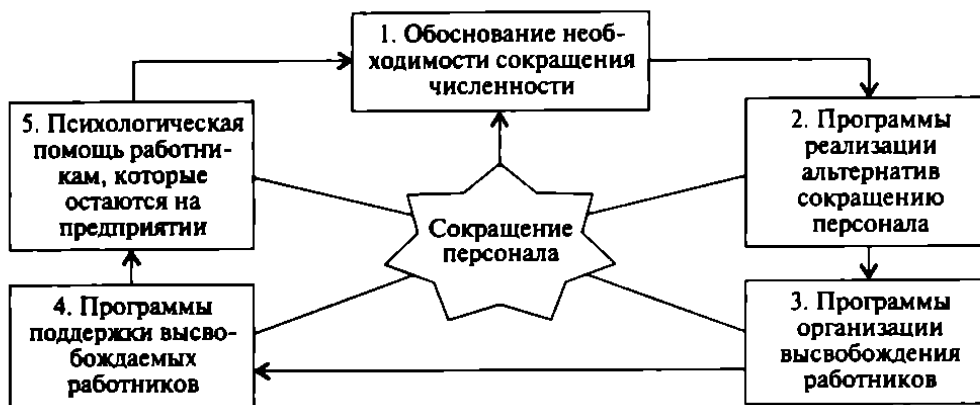 1. Обоснование необ-
ходимости сокращения
численности
5. Психологическая
помощь работни-
кам, которые
остаются на
предприятии
2. Программы
реализации
альтернатив
сокращению
персонала
Сокращение
персонала
4. Программы
поддержки высво-
бождаемых
работников
3. Программы
организации
высвобождения
работников